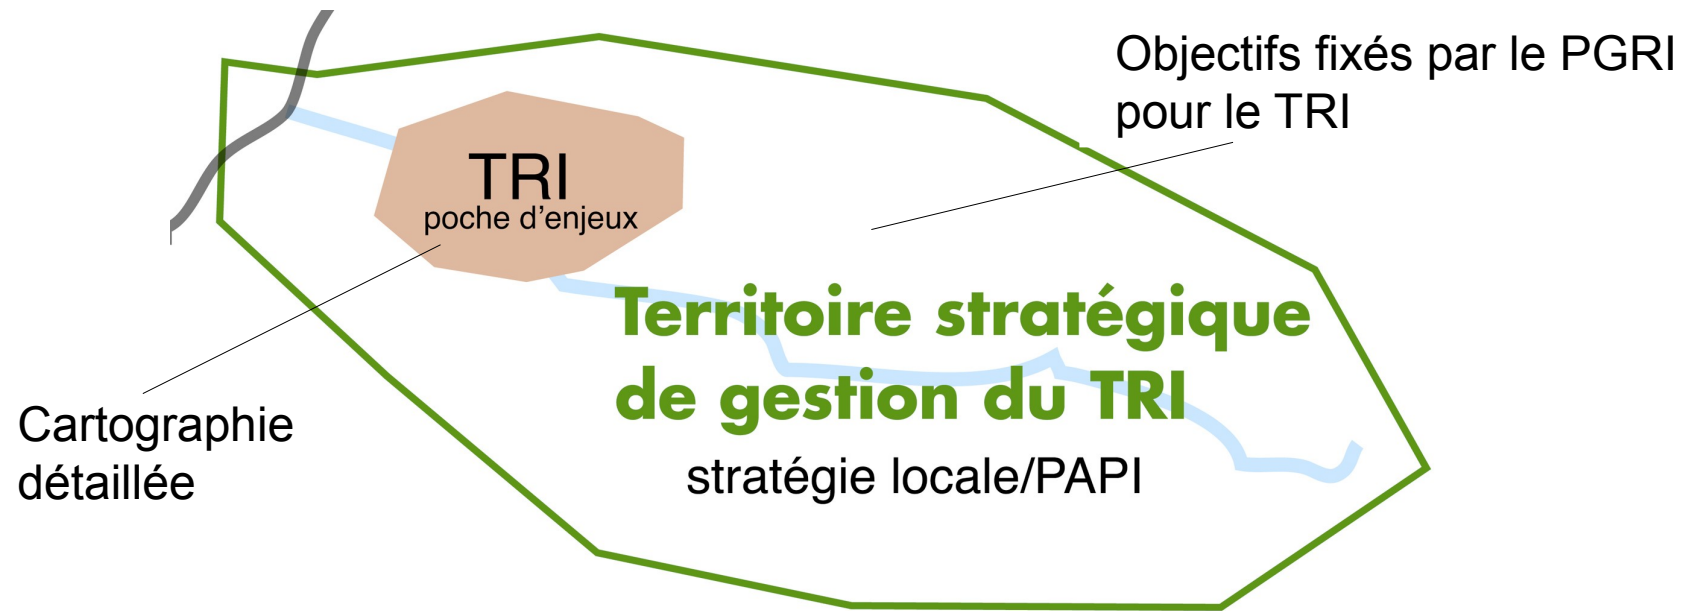 Objectifs fixés par le PGRI
pour le TRI
TRI
poche d'enjeux
Territoire stratégique
de gestion du TRI
stratégie locale/PAPI
Cartographie
détaillée